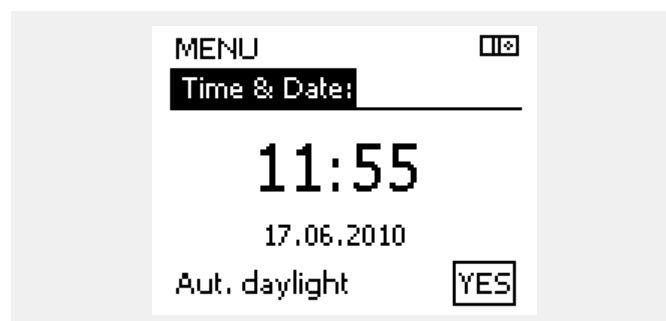 MENU
Time & Date:
11:55
17.06.2010
Aut. daylight YES